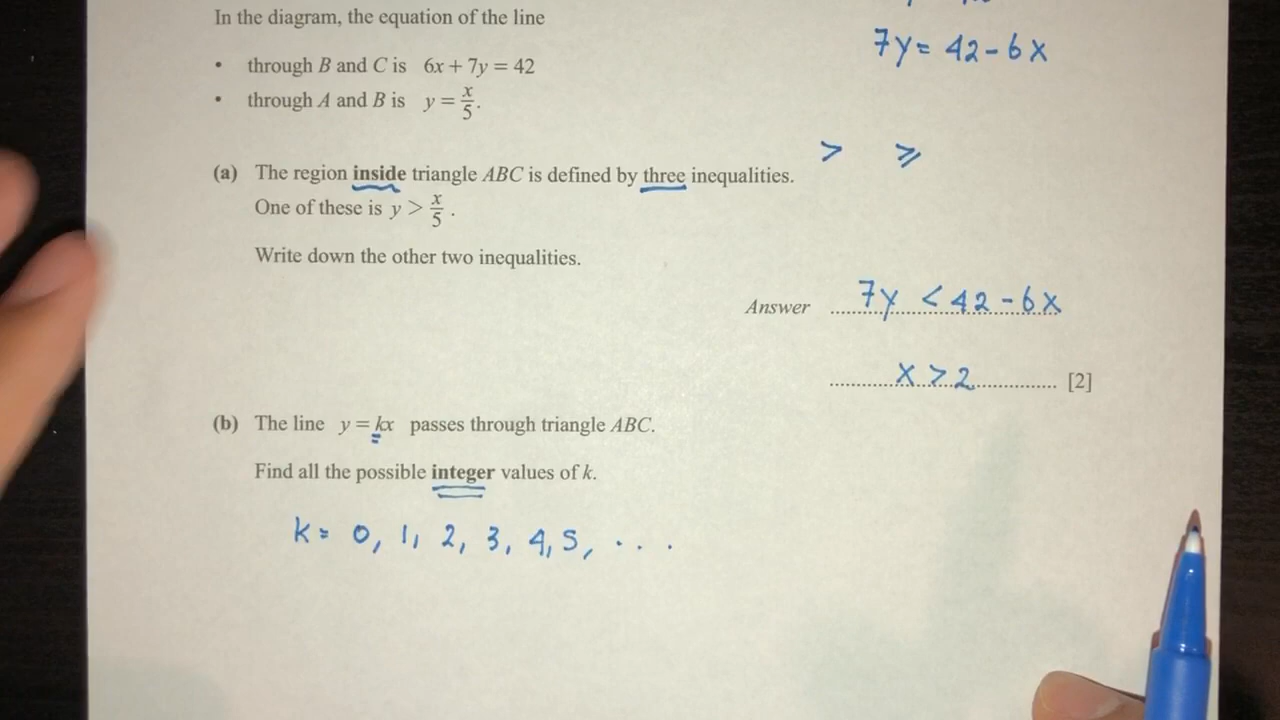 In the diagram, the equation of the line
7y = 42 - 6x
• through B and C is 6x + 7y = 42
• through A and B is y = x/5.
> ⩾
(a) The region inside triangle ABC is defined by three inequalities.
One of these is y > x/5.
Write down the other two inequalities.
Answer 7y < 42 - 6x
x > 2 [2]
(b) The line y = kx passes through triangle ABC.
Find all the possible integer values of k.
k = 0, 1, 2, 3, 4, 5, . . .